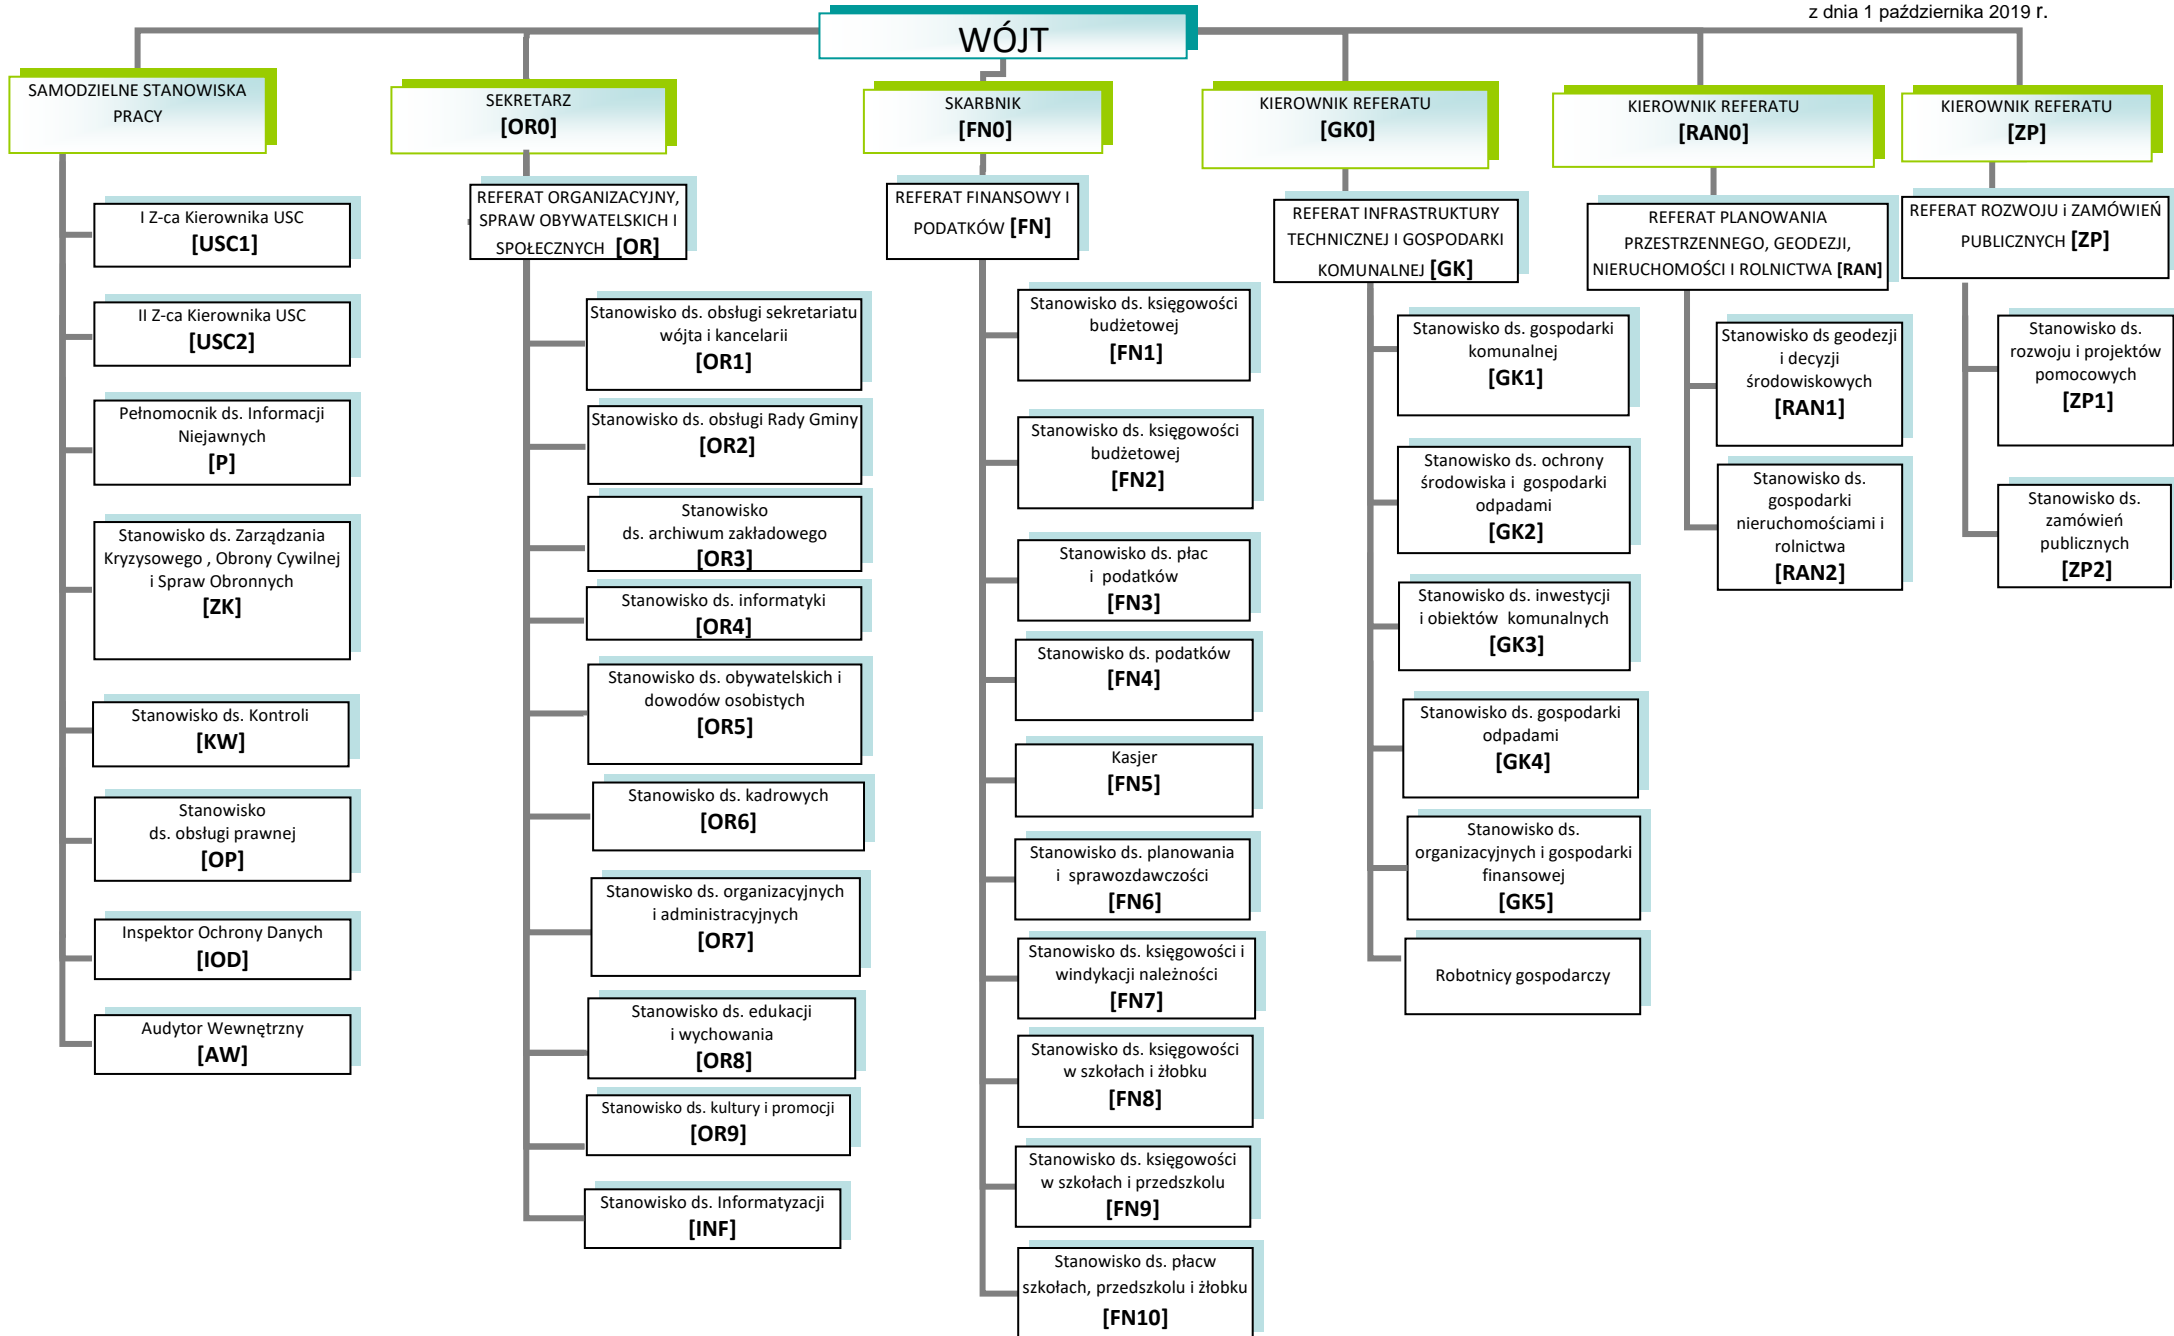 z dnia 1 października 2019 r.
WÓJT
SAMODZIELNE STANOWISKA
PRACY
I Z-ca Kierownika USC
[USC1]
II Z-ca Kierownika USC
[USC2]
Pełnomocnik ds. Informacji
Niejawnych
[P]
Stanowisko ds. Zarządzania
Kryzysowego , Obrony Cywilnej
i Spraw Obronnych
[ZK]
Stanowisko ds. Kontroli
[KW]
Stanowisko
ds. obsługi prawnej
[OP]
Inspektor Ochrony Danych
[IOD]
Audytor Wewnętrzny
[AW]
SEKRETARZ
[OR0]
REFERAT ORGANIZACYJNY,
SPRAW OBYWATELSKICH I
SPOŁECZNYCH [OR]
Stanowisko ds. obsługi sekretariatu
wójta i kancelarii
[OR1]
Stanowisko ds. obsługi Rady Gminy
[OR2]
Stanowisko
ds. archiwum zakładowego
[OR3]
Stanowisko ds. informatyki
[OR4]
Stanowisko ds. obywatelskich i
dowodów osobistych
[OR5]
Stanowisko ds. kadrowych
[OR6]
Stanowisko ds. organizacyjnych
i administracyjnych
[OR7]
Stanowisko ds. edukacji
i wychowania
[OR8]
Stanowisko ds. kultury i promocji
[OR9]
Stanowisko ds. Informatyzacji
[INF]
SKARBNIK
[FN0]
REFERAT FINANSOWY I
PODATKÓW [FN]
Stanowisko ds. księgowości
budżetowej
[FN1]
Stanowisko ds. księgowości
budżetowej
[FN2]
Stanowisko ds. płac
i podatków
[FN3]
Stanowisko ds. podatków
[FN4]
Kasjer
[FN5]
Stanowisko ds. planowania
i sprawozdawczości
[FN6]
Stanowisko ds. księgowości i
windykacji należności
[FN7]
Stanowisko ds. księgowości
w szkołach i żłobku
[FN8]
Stanowisko ds. księgowości
w szkołach i przedszkolu
[FN9]
Stanowisko ds. płacw
szkołach, przedszkolu i żłobku
[FN10]
KIEROWNIK REFERATU
[GK0]
REFERAT INFRASTRUKTURY
TECHNICZNEJ I GOSPODARKI
KOMUNALNEJ [GK]
Stanowisko ds. gospodarki
komunalnej
[GK1]
Stanowisko ds. ochrony
środowiska i gospodarki
odpadami
[GK2]
Stanowisko ds. inwestycji
i obiektów komunalnych
[GK3]
Stanowisko ds. gospodarki
odpadami
[GK4]
Stanowisko ds.
organizacyjnych i gospodarki
finansowej
[GK5]
Robotnicy gospodarczy
KIEROWNIK REFERATU
[RAN0]
REFERAT PLANOWANIA
PRZESTRZENNEGO, GEODEZJI,
NIERUCHOMOŚCI I ROLNICTWA [RAN]
Stanowisko ds geodezji
i decyzji
środowiskowych
[RAN1]
Stanowisko ds.
gospodarki
nieruchomościami i
rolnictwa
[RAN2]
KIEROWNIK REFERATU
[ZP]
REFERAT ROZWOJU i ZAMÓWIEŃ
PUBLICZNYCH [ZP]
Stanowisko ds.
rozwoju i projektów
pomocowych
[ZP1]
Stanowisko ds.
zamówień
publicznych
[ZP2]